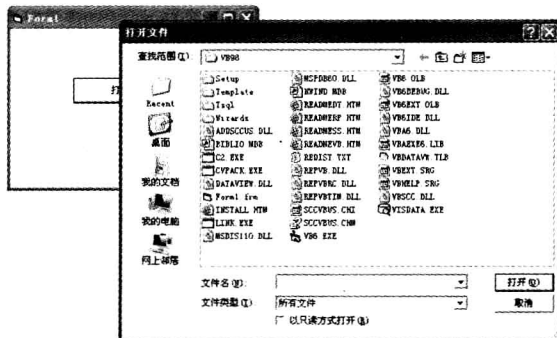 Form1
打开文件
查找范围(I):
VB98
Recent
桌面
我的文档
我的电脑
网上邻居
Setup
Template
Tsql
Wizards
ADDSCCUS.DLL
BIBLIO.MDB
C2.EXE
CVPACK.EXE
DATAVIEW.DLL
Form1.frm
INSTALL.HTM
LINK.EXE
MSDIS110.DLL
MSPDB60.DLL
NWIND.MDB
READMEDT.HTM
READMERP.HTM
READMESS.HTM
READMEVB.HTM
REDIST.TXT
REPVB.DLL
REPVBRC.DLL
REPVBTIM.DLL
SCCVBUS.CHI
SCCVBUS.CHM
VB6.EXE
VB6.OLB
VB6DEBUG.DLL
VB6EXT.OLB
VB6IDE.DLL
VBA6.DLL
VBAEXE6.LIB
VBDATAVW.TLB
VBEXT.SRG
VBHELP.SRG
VBSCC.DLL
VISDATA.EXE
文件名(N):
打开(O)
文件类型(T):
所有文件
取消
以只读方式打开(R)